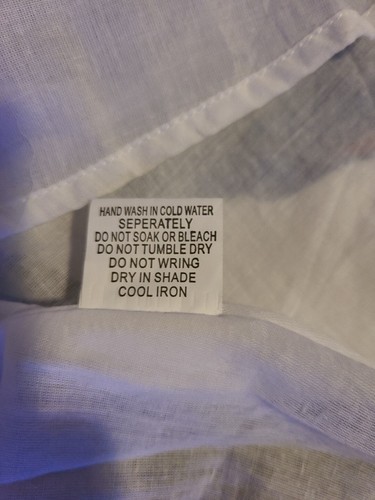 HAND WASH IN COLD WATER
SEPERATELY
DO NOT SOAK OR BLEACH
DO NOT TUMBLE DRY
DO NOT WRING
DRY IN SHADE
COOL IRON